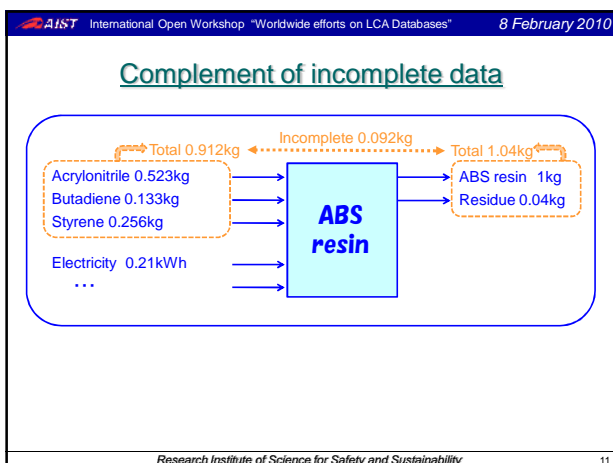 AIST International Open Workshop “Worldwide efforts on LCA Databases” 8 February 2010
Complement of incomplete data
Total 0.912kg Incomplete 0.092kg Total 1.04kg
Acrylonitrile 0.523kg ABS resin 1kg
Butadiene 0.133kg Residue 0.04kg
Styrene 0.256kg
ABS
resin
Electricity 0.21kWh
...
Research Institute of Science for Safety and Sustainability 11